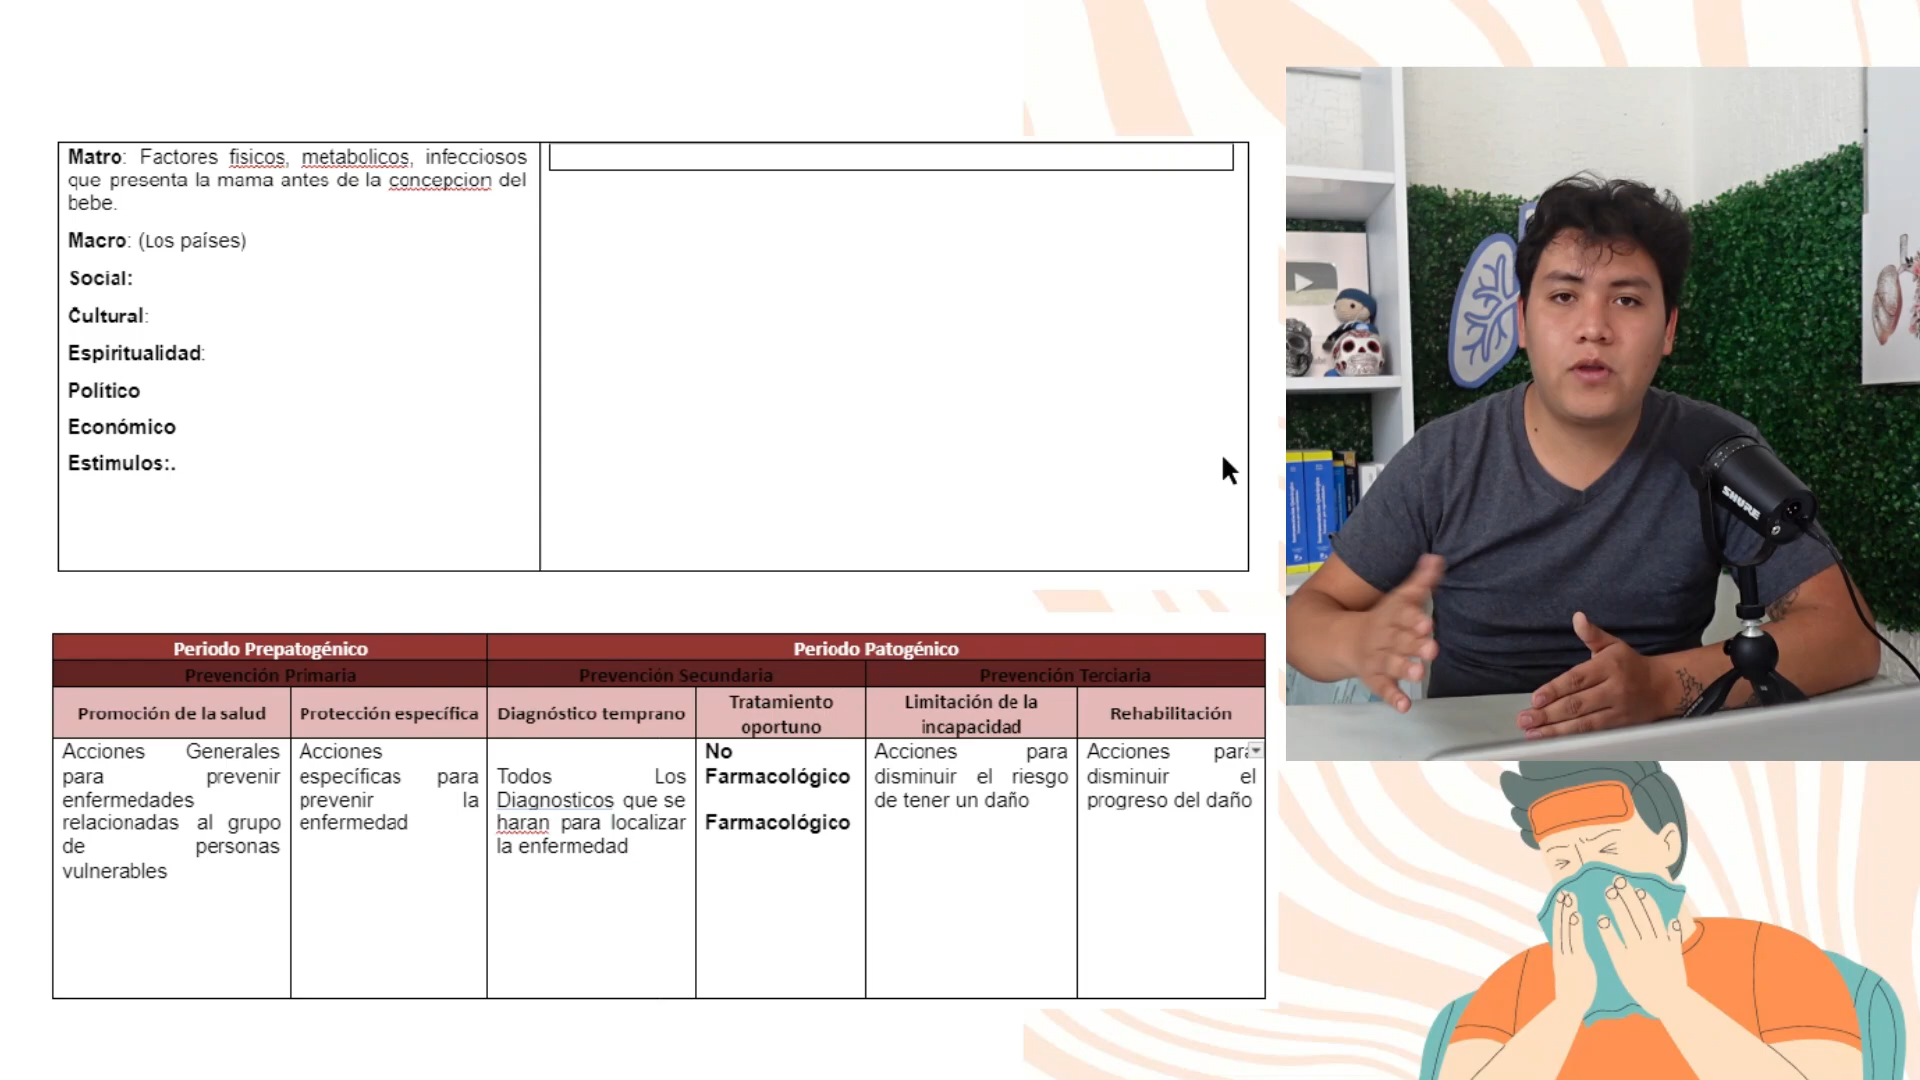 Matro: Factores fisicos, metabolicos, infecciosos
que presenta la mama antes de la concepcion del
bebe.
Macro: (Los países)
Social:
Cultural:
Espiritualidad:
Político
Económico
Estimulos:.
Periodo Prepatogénico
Periodo Patogénico
Prevención Primaria
Prevención Secundaria
Prevención Terciaria
Promoción de la salud
Protección específica
Diagnóstico temprano
Tratamiento
oportuno
Limitación de la
incapacidad
Rehabilitación
Acciones Generales
para prevenir
enfermedades
relacionadas al grupo
de personas
vulnerables
Acciones
específicas para
prevenir la
enfermedad
Todos Los
Diagnosticos que se
haran para localizar
la enfermedad
No
Farmacológico
Farmacológico
Acciones para
disminuir el riesgo
de tener un daño
Acciones para
disminuir el
progreso del daño
SHURE